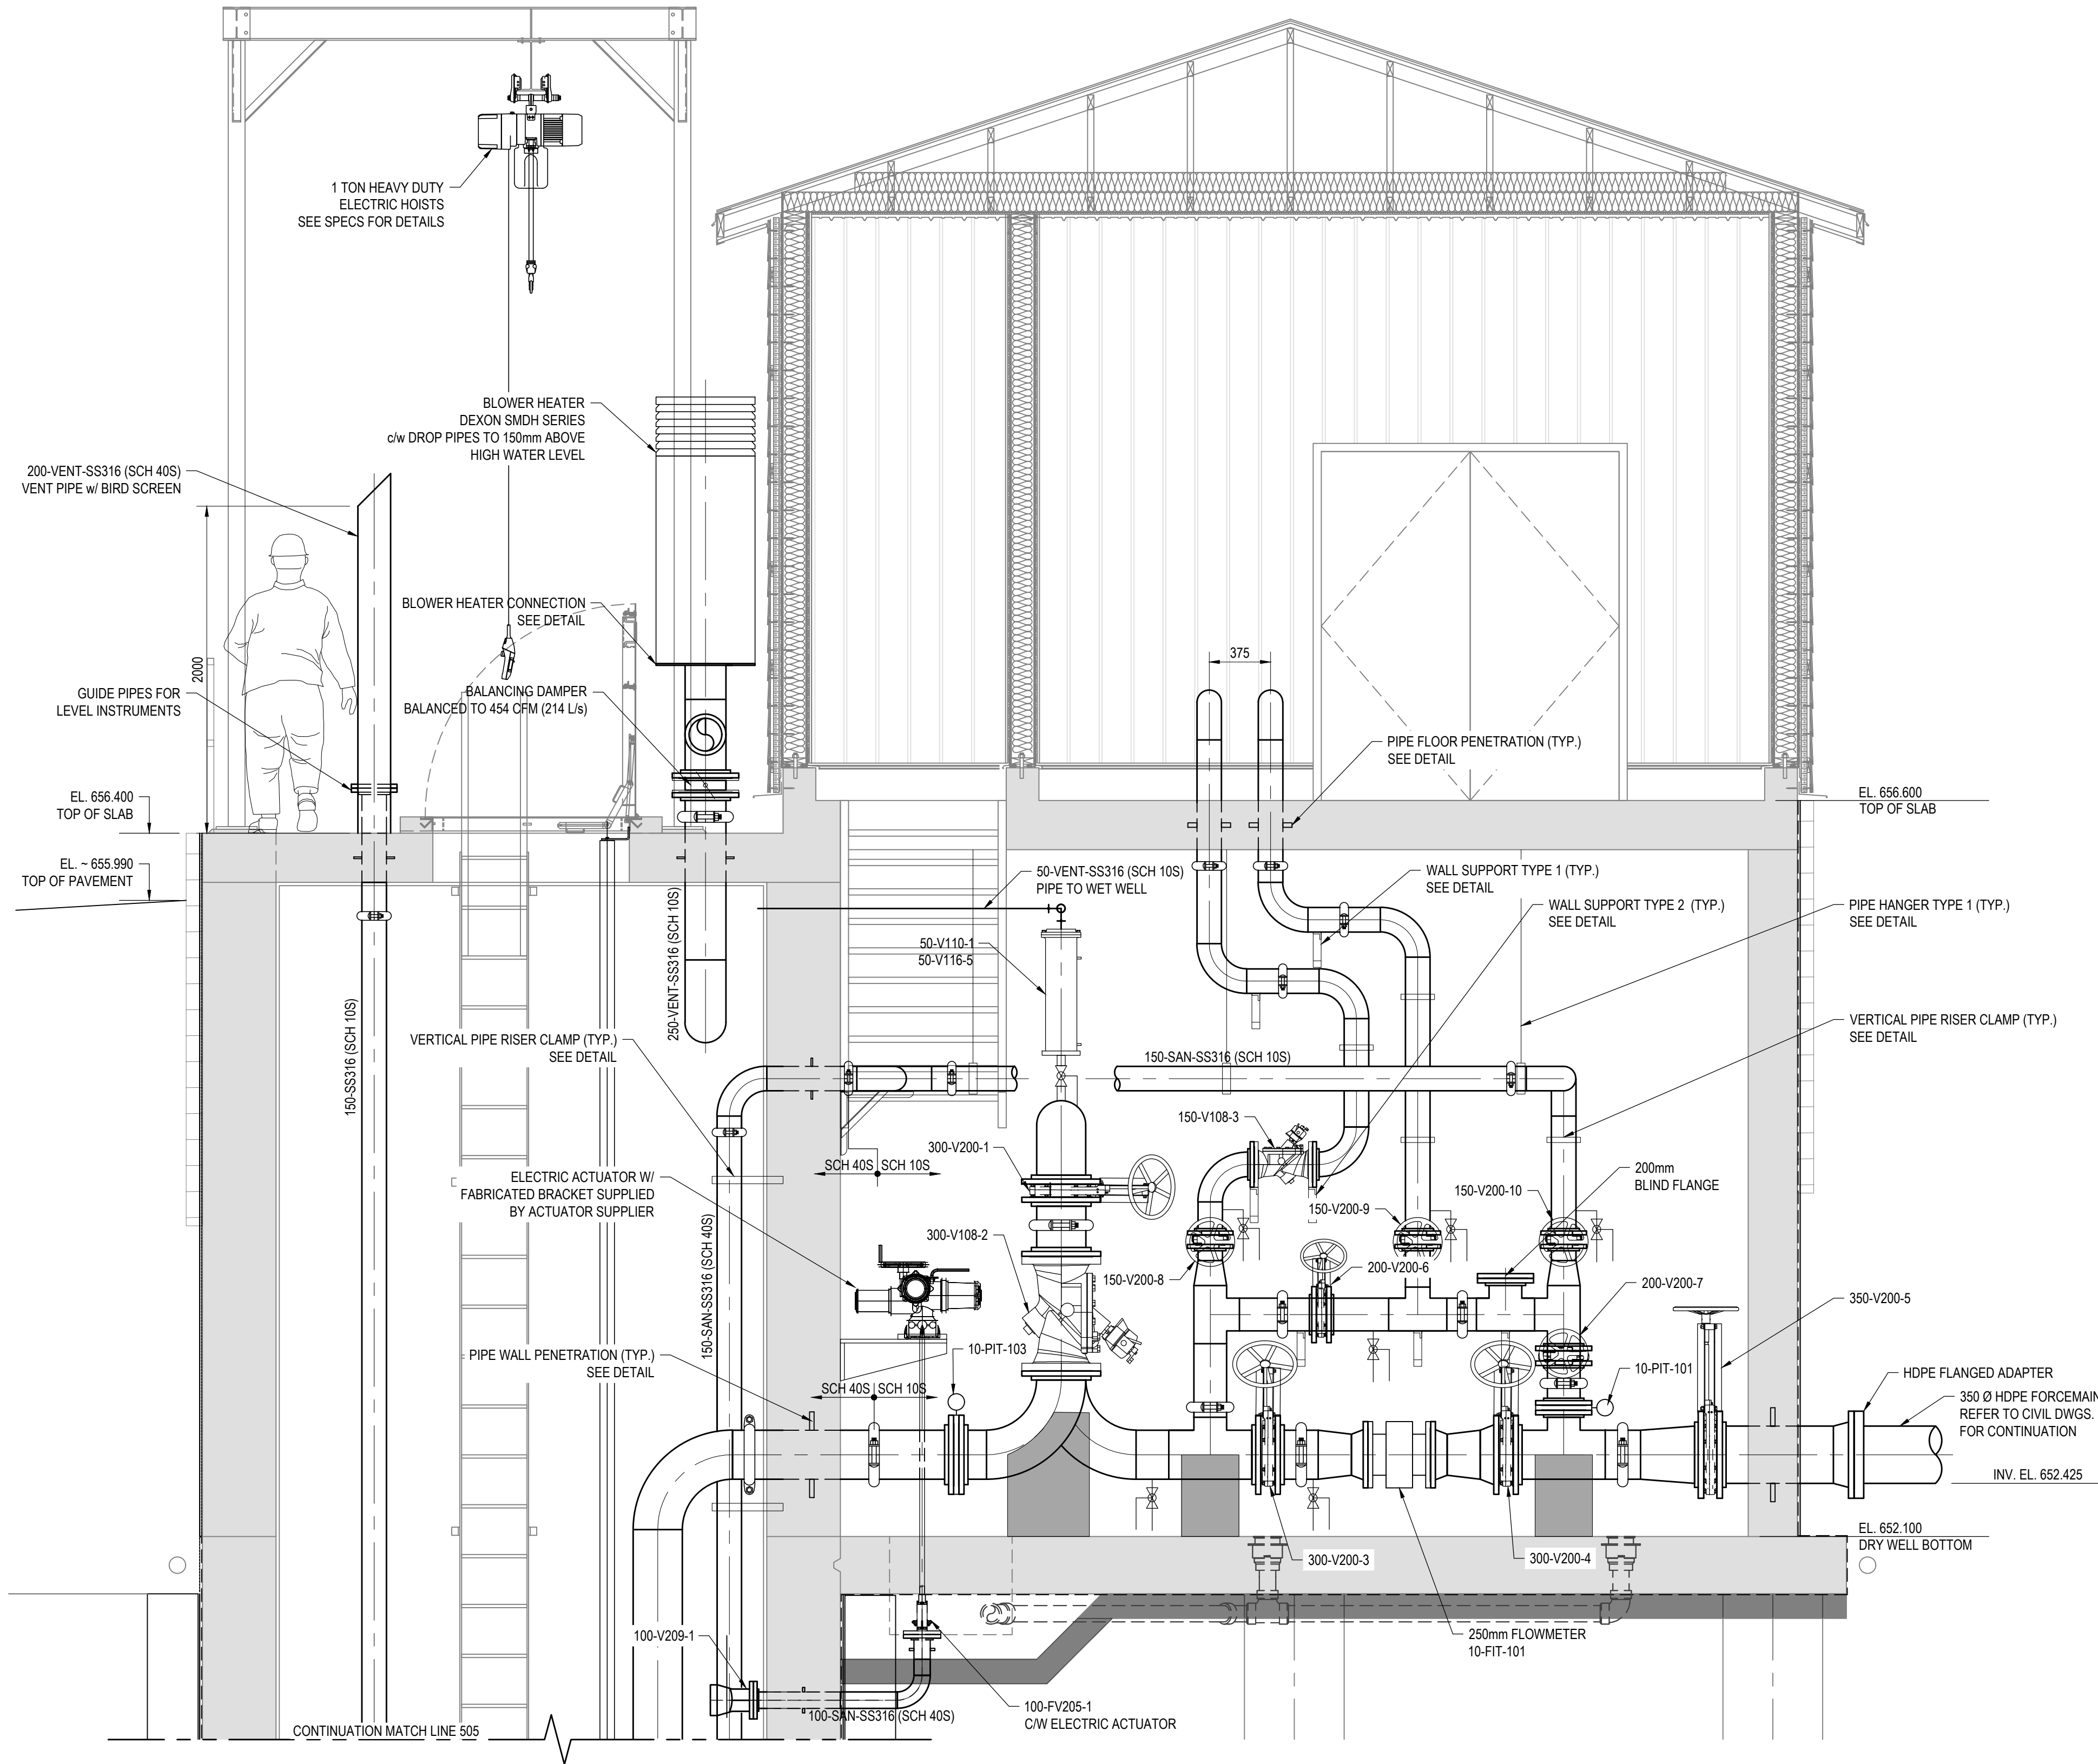 1 TON HEAVY DUTY
ELECTRIC HOISTS
SEE SPECS FOR DETAILS
BLOWER HEATER
DEXON SMDH SERIES
c/w DROP PIPES TO 150mm ABOVE
HIGH WATER LEVEL
200-VENT-SS316 (SCH 40S)
VENT PIPE w/ BIRD SCREEN
BLOWER HEATER CONNECTION
SEE DETAIL
2000
GUIDE PIPES FOR
LEVEL INSTRUMENTS
BALANCING DAMPER
BALANCED TO 454 CFM (214 L/s)
375
PIPE FLOOR PENETRATION (TYP.)
SEE DETAIL
EL. 656.400
TOP OF SLAB
EL. 656.600
TOP OF SLAB
EL. ~ 655.990
TOP OF PAVEMENT
50-VENT-SS316 (SCH 10S)
PIPE TO WET WELL
WALL SUPPORT TYPE 1 (TYP.)
SEE DETAIL
WALL SUPPORT TYPE 2 (TYP.)
SEE DETAIL
PIPE HANGER TYPE 1 (TYP.)
SEE DETAIL
50-V110-1
50-V116-5
250-VENT-SS316 (SCH 10S)
150-SS316 (SCH 10S)
VERTICAL PIPE RISER CLAMP (TYP.)
SEE DETAIL
VERTICAL PIPE RISER CLAMP (TYP.)
SEE DETAIL
150-SAN-SS316 (SCH 10S)
150-V108-3
300-V200-1
SCH 40S
SCH 10S
ELECTRIC ACTUATOR W/
FABRICATED BRACKET SUPPLIED
BY ACTUATOR SUPPLIER
200mm
BLIND FLANGE
150-V200-10
150-V200-9
300-V108-2
150-SAN-SS316 (SCH 40S)
150-V200-8
200-V200-6
200-V200-7
350-V200-5
PIPE WALL PENETRATION (TYP.)
SEE DETAIL
10-PIT-103
10-PIT-101
SCH 40S
SCH 10S
HDPE FLANGED ADAPTER
350 Ø HDPE FORCEMAIN
REFER TO CIVIL DWGS.
FOR CONTINUATION
INV. EL. 652.425
EL. 652.100
DRY WELL BOTTOM
300-V200-3
300-V200-4
100-V209-1
250mm FLOWMETER
10-FIT-101
100-SAN-SS316 (SCH 40S)
100-FV205-1
C/W ELECTRIC ACTUATOR
CONTINUATION MATCH LINE 505